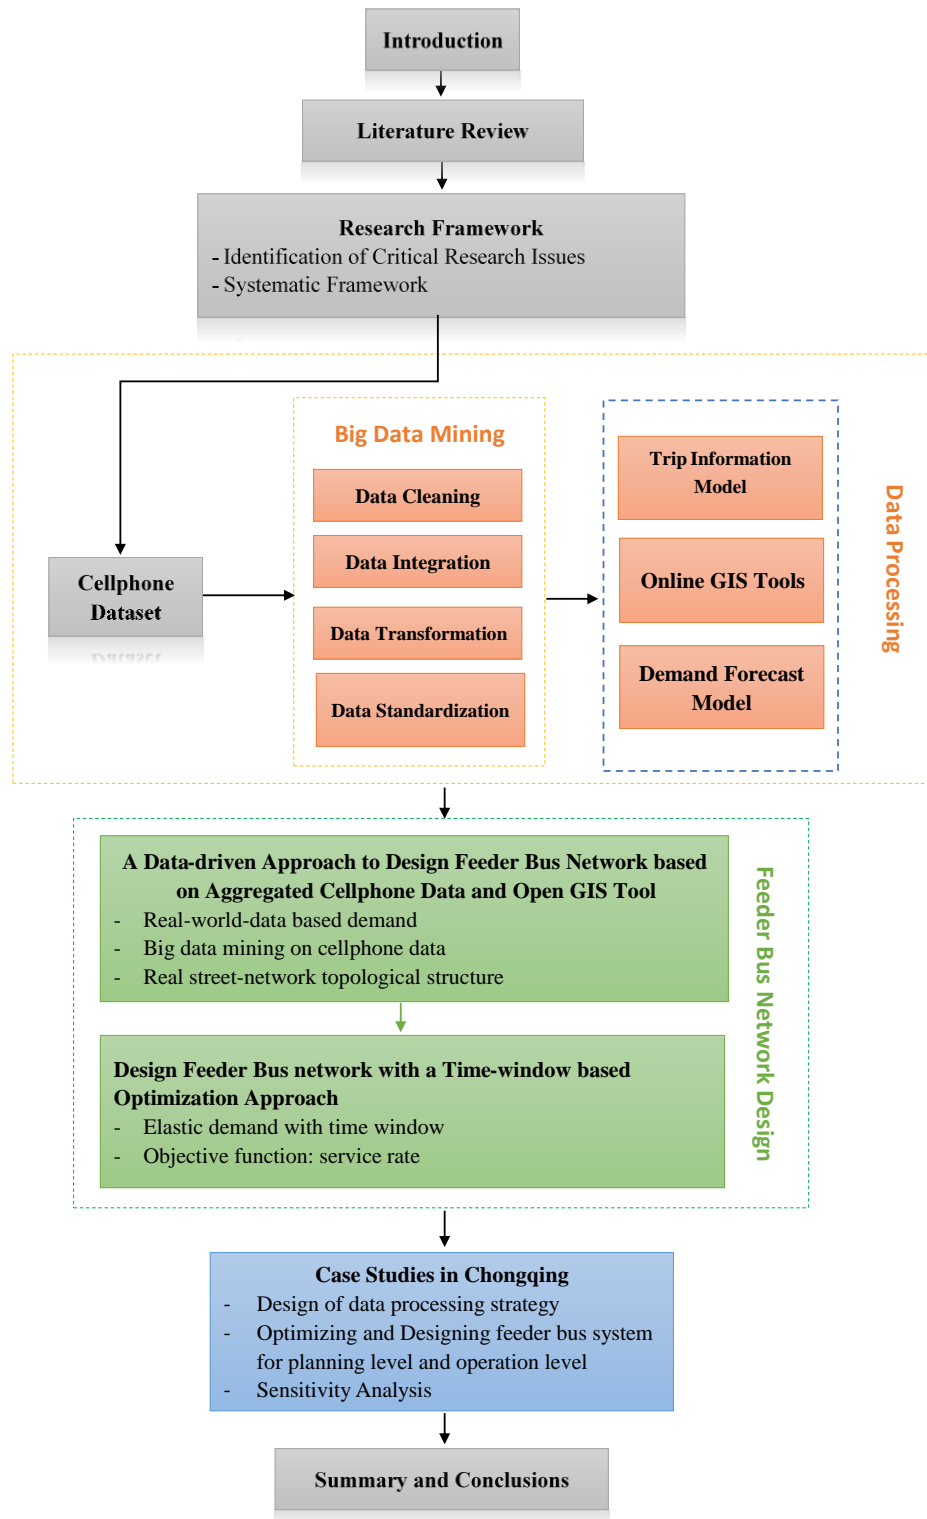 Introduction
Literature Review
Research Framework
- Identification of Critical Research Issues
- Systematic Framework
Big Data Mining
Data Cleaning
Data Integration
Data Transformation
Data Standardization
Cellphone
Dataset
Trip Information
Model
Online GIS Tools
Demand Forecast
Model
Data Processing
A Data-driven Approach to Design Feeder Bus Network based
on Aggregated Cellphone Data and Open GIS Tool
- Real-world-data based demand
- Big data mining on cellphone data
- Real street-network topological structure
Design Feeder Bus network with a Time-window based
Optimization Approach
- Elastic demand with time window
- Objective function: service rate
Feeder Bus Network Design
Case Studies in Chongqing
- Design of data processing strategy
- Optimizing and Designing feeder bus system
for planning level and operation level
- Sensitivity Analysis
Summary and Conclusions